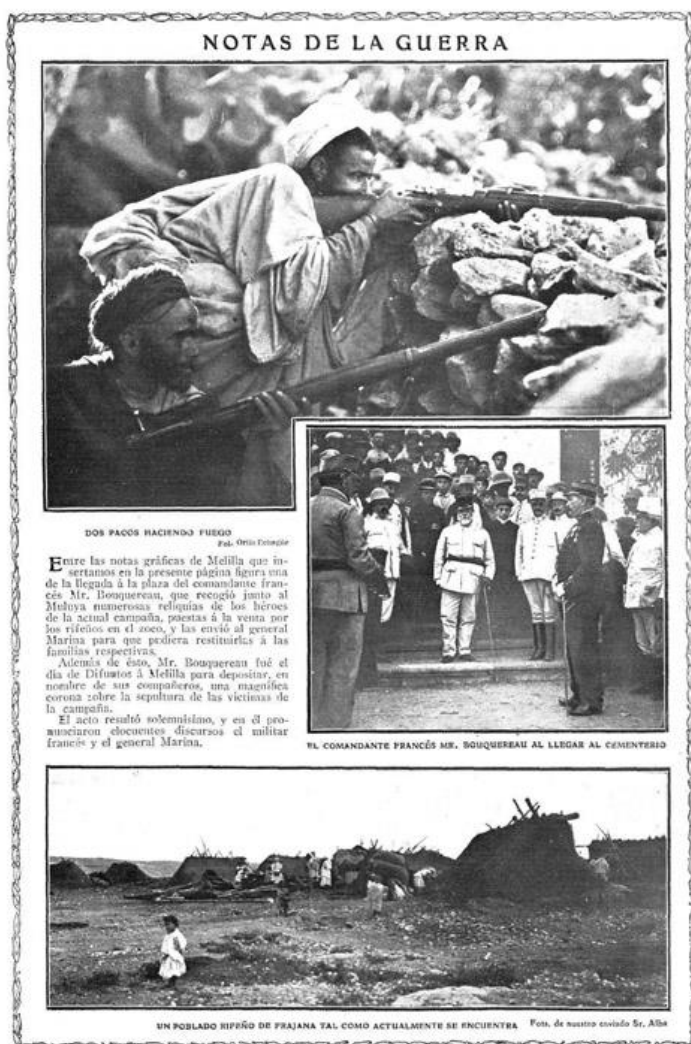 NOTAS DE LA GUERRA
DOS PACOS HACIENDO FUEGO
Fot. Ortiz Echagüe
Entre las notas gráficas de Melilla que in-
sertamos en la presente página figura una
de la llegada á la plaza del comandante fran-
cés Mr. Bouquereau, que recogió junto al
Muluya numerosas reliquias de los héroes
de la actual campaña, puestas á la venta por
los rifeños en el zoco, y las envió al general
Marina para que pudiera restituirlas á las
familias respectivas.
Además de ésto, Mr. Bouquereau fué el
día de Difuntos á Melilla para depositar, en
nombre de sus compañeros, una magnífica
corona sobre la sepultura de las víctimas de
la campaña.
El acto resultó solemnísimo, y en él pro-
nunciaron elocuentes discursos el militar
francés y el general Marina.
EL COMANDANTE FRANCÉS MR. BOUQUEREAU AL LLEGAR AL CEMENTERIO
UN POBLADO RIFEÑO DE FRAJANA TAL COMO ACTUALMENTE SE ENCUENTRA Fots. de nuestro enviado Sr. Alba